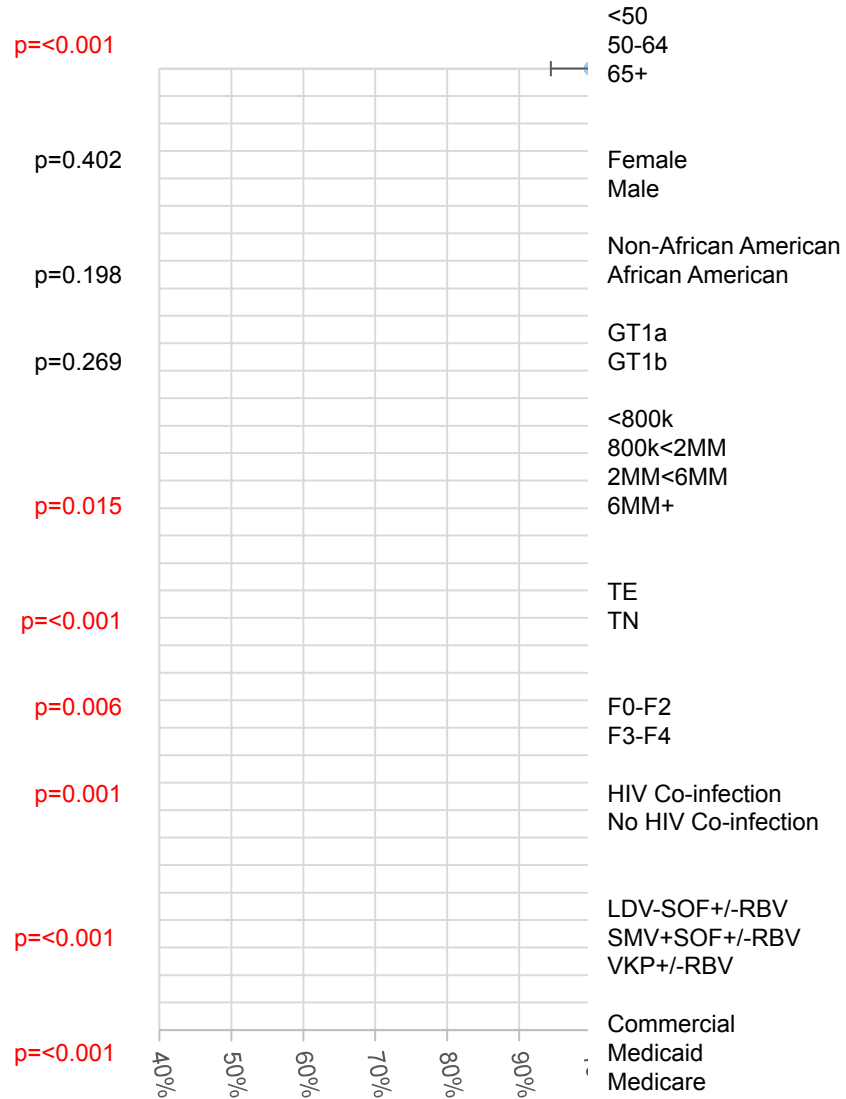 <50
p=<0.001
50-64
65+
p=0.402
Female
Male
Non-African American
p=0.198
African American
GT1a
p=0.269
GT1b
<800k
800k<2MM
2MM<6MM
p=0.015
6MM+
TE
p=<0.001
TN
p=0.006
F0-F2
F3-F4
p=0.001
HIV Co-infection
No HIV Co-infection
LDV-SOF+/-RBV
p=<0.001
SMV+SOF+/-RBV
VKP+/-RBV
Commercial
p=<0.001
Medicaid
Medicare
40%
50%
60%
70%
80%
90%